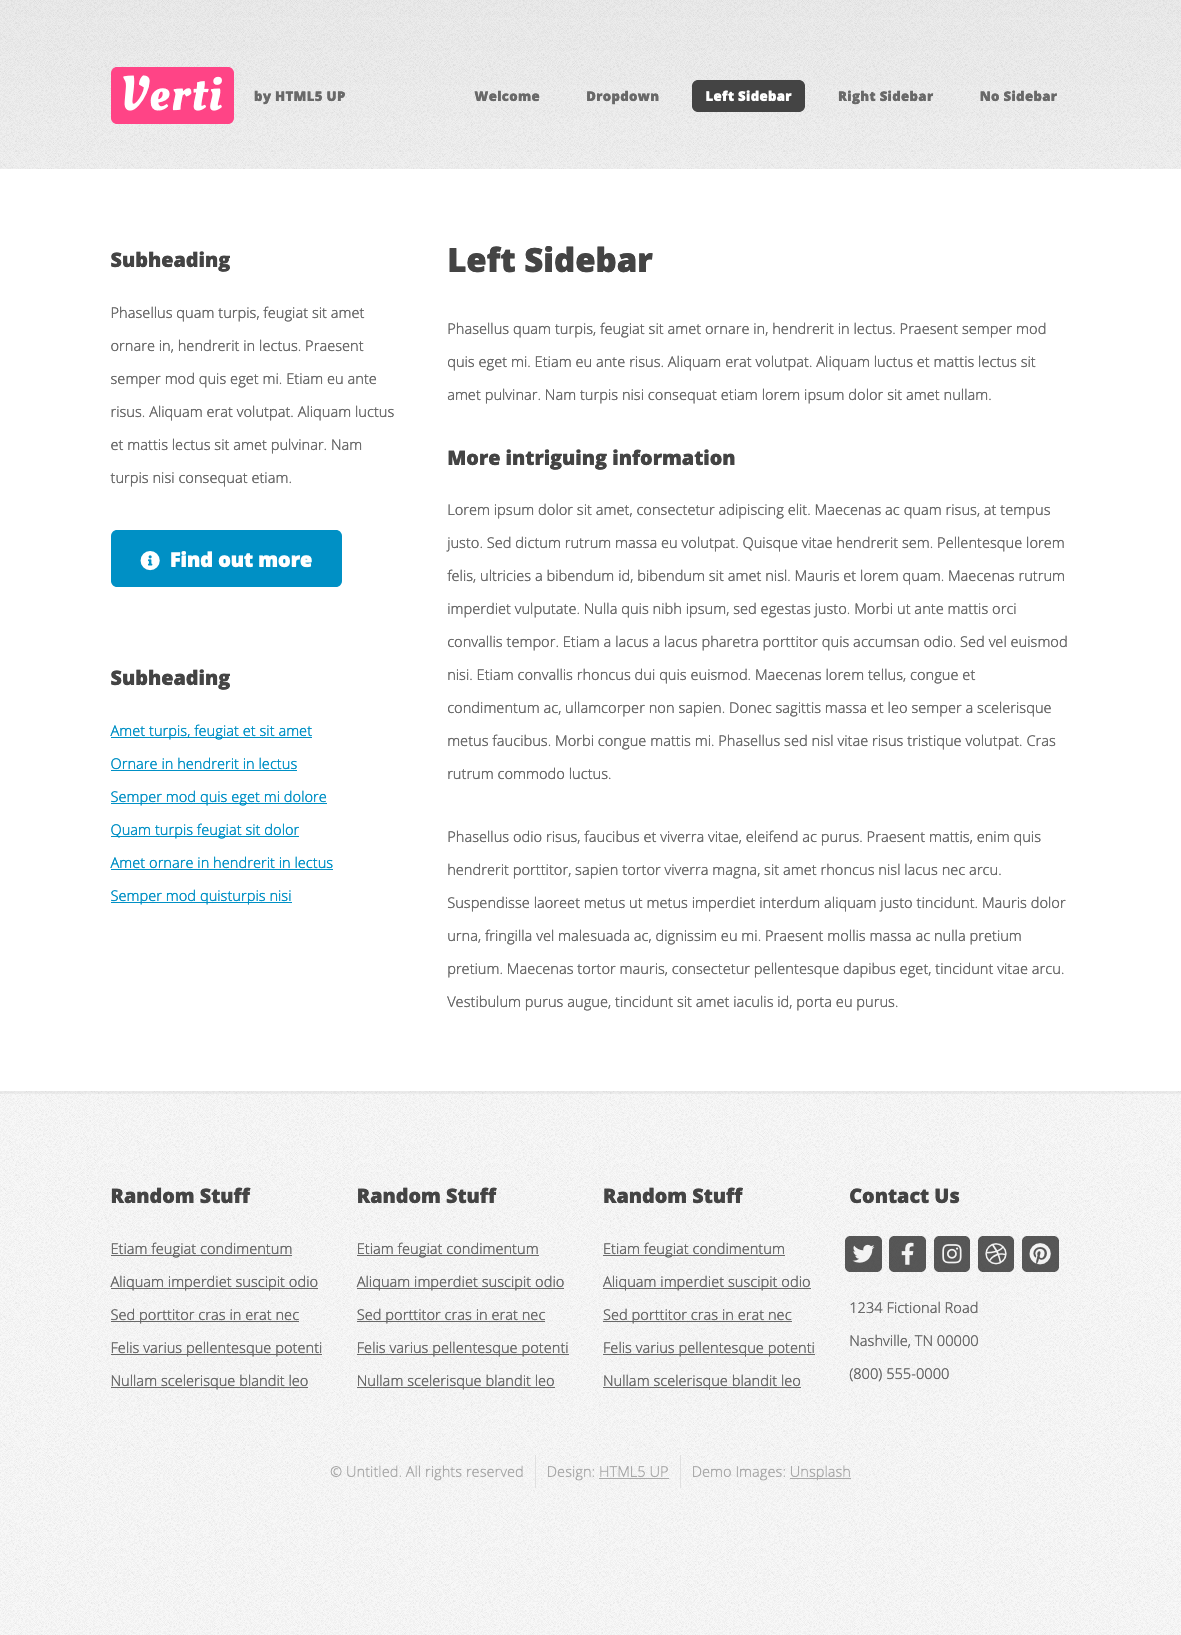 Verti
by HTML5 UP
Welcome
Dropdown
Left Sidebar
Right Sidebar
No Sidebar
Subheading
Phasellus quam turpis, feugiat sit amet
ornare in, hendrerit in lectus. Praesent
semper mod quis eget mi. Etiam eu ante
risus. Aliquam erat volutpat. Aliquam luctus
et mattis lectus sit amet pulvinar. Nam
turpis nisi consequat etiam.
Find out more
Subheading
Amet turpis, feugiat et sit amet
Ornare in hendrerit in lectus
Semper mod quis eget mi dolore
Quam turpis feugiat sit dolor
Amet ornare in hendrerit in lectus
Semper mod quisturpis nisi
Left Sidebar
Phasellus quam turpis, feugiat sit amet ornare in, hendrerit in lectus. Praesent semper mod
quis eget mi. Etiam eu ante risus. Aliquam erat volutpat. Aliquam luctus et mattis lectus sit
amet pulvinar. Nam turpis nisi consequat etiam lorem ipsum dolor sit amet nullam.
More intriguing information
Lorem ipsum dolor sit amet, consectetur adipiscing elit. Maecenas ac quam risus, at tempus
justo. Sed dictum rutrum massa eu volutpat. Quisque vitae hendrerit sem. Pellentesque lorem
felis, ultricies a bibendum id, bibendum sit amet nisl. Mauris et lorem quam. Maecenas rutrum
imperdiet vulputate. Nulla quis nibh ipsum, sed egestas justo. Morbi ut ante mattis orci
convallis tempor. Etiam a lacus a lacus pharetra porttitor quis accumsan odio. Sed vel euismod
nisi. Etiam convallis rhoncus dui quis euismod. Maecenas lorem tellus, congue et
condimentum ac, ullamcorper non sapien. Donec sagittis massa et leo semper a scelerisque
metus faucibus. Morbi congue mattis mi. Phasellus sed nisl vitae risus tristique volutpat. Cras
rutrum commodo luctus.
Phasellus odio risus, faucibus et viverra vitae, eleifend ac purus. Praesent mattis, enim quis
hendrerit porttitor, sapien tortor viverra magna, sit amet rhoncus nisl lacus nec arcu.
Suspendisse laoreet metus ut metus imperdiet interdum aliquam justo tincidunt. Mauris dolor
urna, fringilla vel malesuada ac, dignissim eu mi. Praesent mollis massa ac nulla pretium
pretium. Maecenas tortor mauris, consectetur pellentesque dapibus eget, tincidunt vitae arcu.
Vestibulum purus augue, tincidunt sit amet iaculis id, porta eu purus.
Random Stuff
Etiam feugiat condimentum
Aliquam imperdiet suscipit odio
Sed porttitor cras in erat nec
Felis varius pellentesque potenti
Nullam scelerisque blandit leo
Random Stuff
Etiam feugiat condimentum
Aliquam imperdiet suscipit odio
Sed porttitor cras in erat nec
Felis varius pellentesque potenti
Nullam scelerisque blandit leo
Random Stuff
Etiam feugiat condimentum
Aliquam imperdiet suscipit odio
Sed porttitor cras in erat nec
Felis varius pellentesque potenti
Nullam scelerisque blandit leo
Contact Us
1234 Fictional Road
Nashville, TN 00000
(800) 555-0000
© Untitled. All rights reserved
Design: HTML5 UP
Demo Images: Unsplash